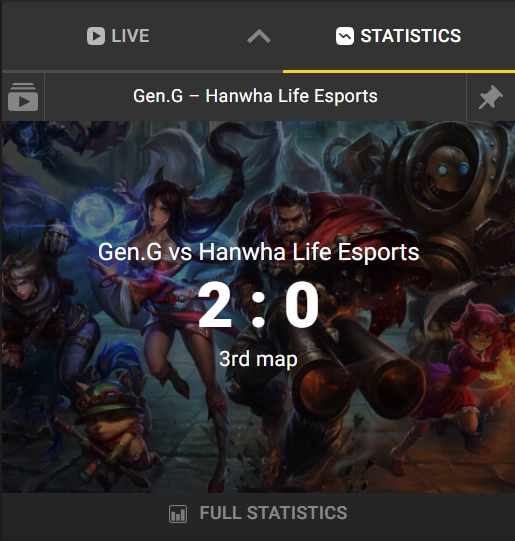 LIVE
STATISTICS
Gen.G – Hanwha Life Esports
Gen.G vs Hanwha Life Esports
2 : 0
3rd map
FULL STATISTICS